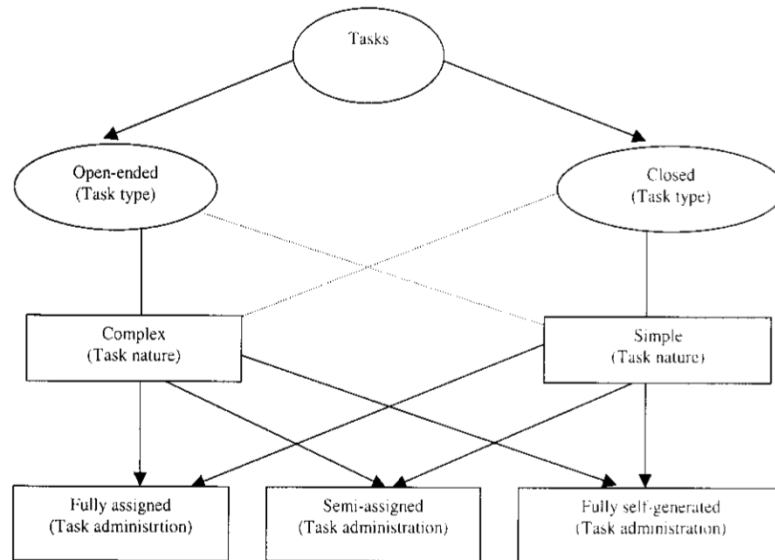 Tasks
Open-ended
(Task type)
Closed
(Task type)
Complex
(Task nature)
Simple
(Task nature)
Fully assigned
(Task administrtion)
Semi-assigned
(Task administration)
Fully self-generated
(Task administration)